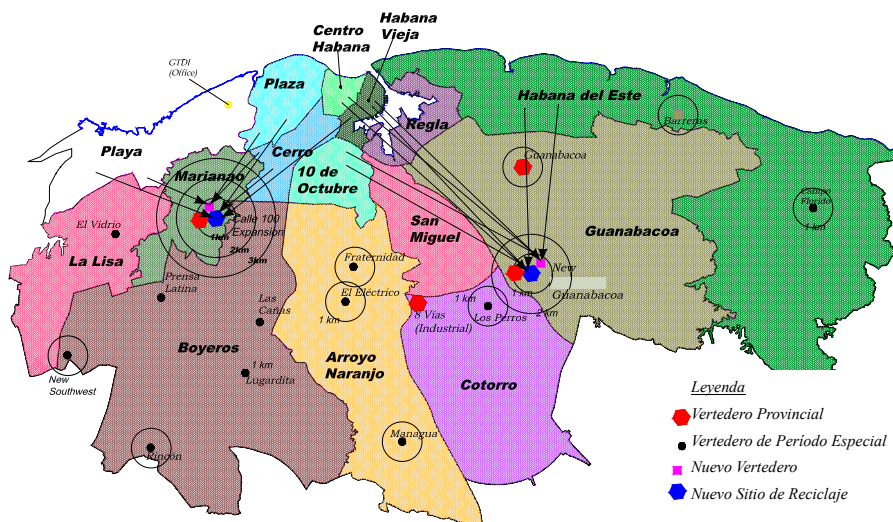 Habana
Vieja
Centro
Habana
GTDI
(Office)
Plaza
Habana del Este
Barreras
Regla
Playa
Cerro
Guanabacoa
Marianao
10 de
Octubre
Campo
Florido
1 km
El Vidrio
Calle 100
Expansion
1km
2km
3km
San
Miguel
Guanabacoa
La Lisa
Fraternidad
New
Guanabacoa
Prensa
Latina
El Eléctrico
1 km
1 km
1 km
2 km
Las
Cañas
8 Vías
(Industrial)
Los Perros
Boyeros
1 km
Lugardita
Arroyo
Naranjo
Cotorro
New
Southwest
Managua
Rincón
Leyenda
Vertedero Provincial
Vertedero de Período Especial
Nuevo Vertedero
Nuevo Sitio de Reciclaje